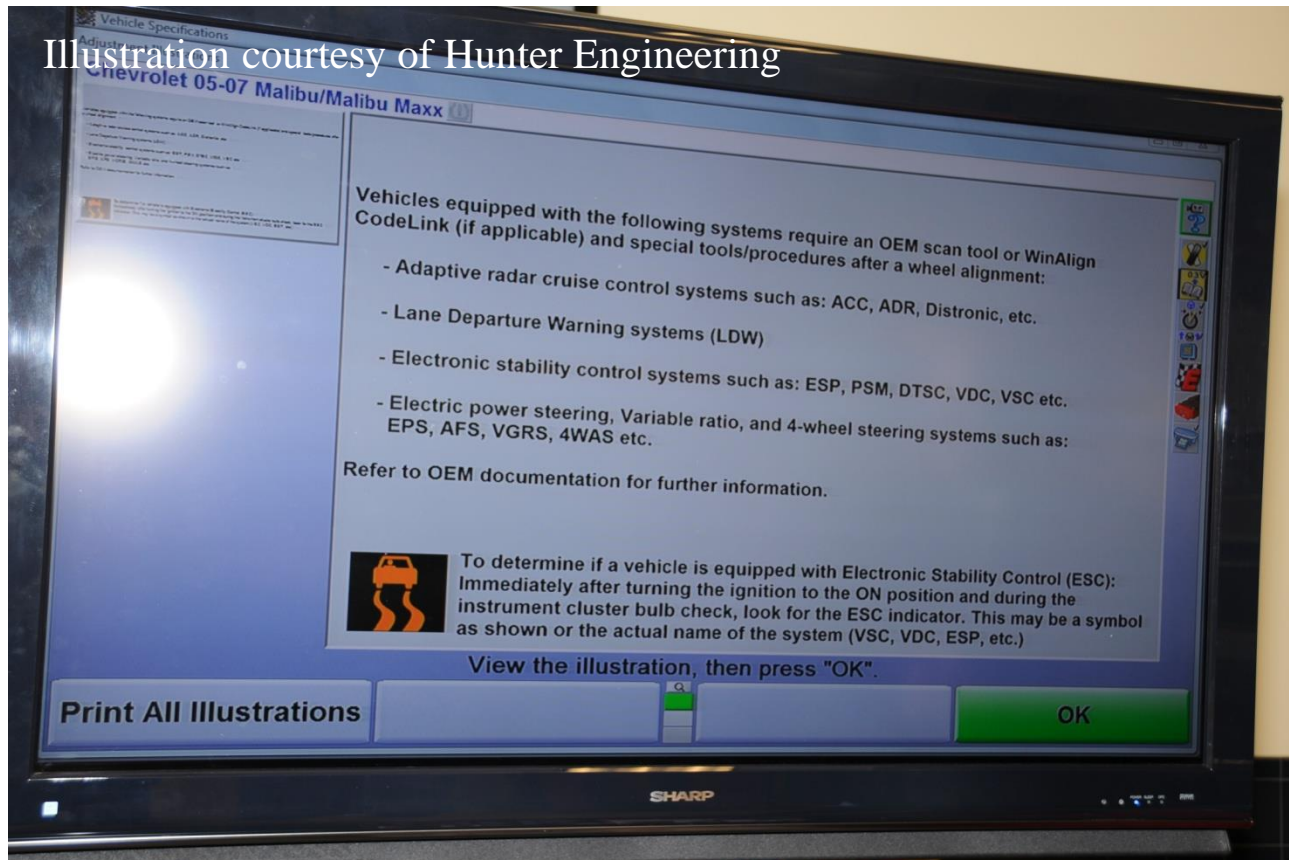 Vehicle Specifications
Illustration courtesy of Hunter Engineering
Chevrolet 05-07 Malibu/Malibu Maxx
Vehicles equipped with the following systems require an OEM scan tool or WinAlign
CodeLink (if applicable) and special tools/procedures after a wheel alignment:
- Adaptive radar cruise control systems such as: ACC, ADR, Distronic, etc.
- Lane Departure Warning systems (LDW)
- Electronic stability control systems such as: ESP, PSM, DTSC, VDC, VSC etc.
- Electric power steering, Variable ratio, and 4-wheel steering systems such as:
EPS, AFS, VGRS, 4WAS etc.
Refer to OEM documentation for further information.
To determine if a vehicle is equipped with Electronic Stability Control (ESC):
Immediately after turning the ignition to the ON position and during the
instrument cluster bulb check, look for the ESC indicator. This may be a symbol
as shown or the actual name of the system (VSC, VDC, ESP, etc.)
View the illustration, then press "OK".
Print All Illustrations
OK
SHARP